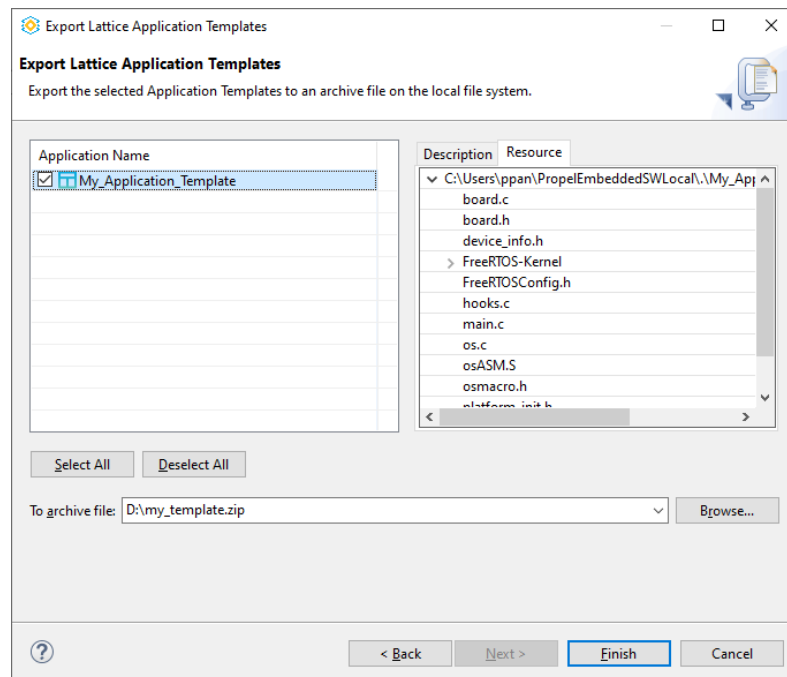 Export Lattice Application Templates
Export Lattice Application Templates
Export the selected Application Templates to an archive file on the local file system.
Application Name
My_Application_Template
Description Resource
C:\Users\ppan\PropelEmbeddedSWLocal\.\My_App
board.c
board.h
device_info.h
FreeRTOS-Kernel
FreeRTOSConfig.h
hooks.c
main.c
os.c
osASM.S
osmacro.h
platform_init.h
Select All Deselect All
To archive file: D:\my_template.zip Browse...
< Back Next > Finish Cancel